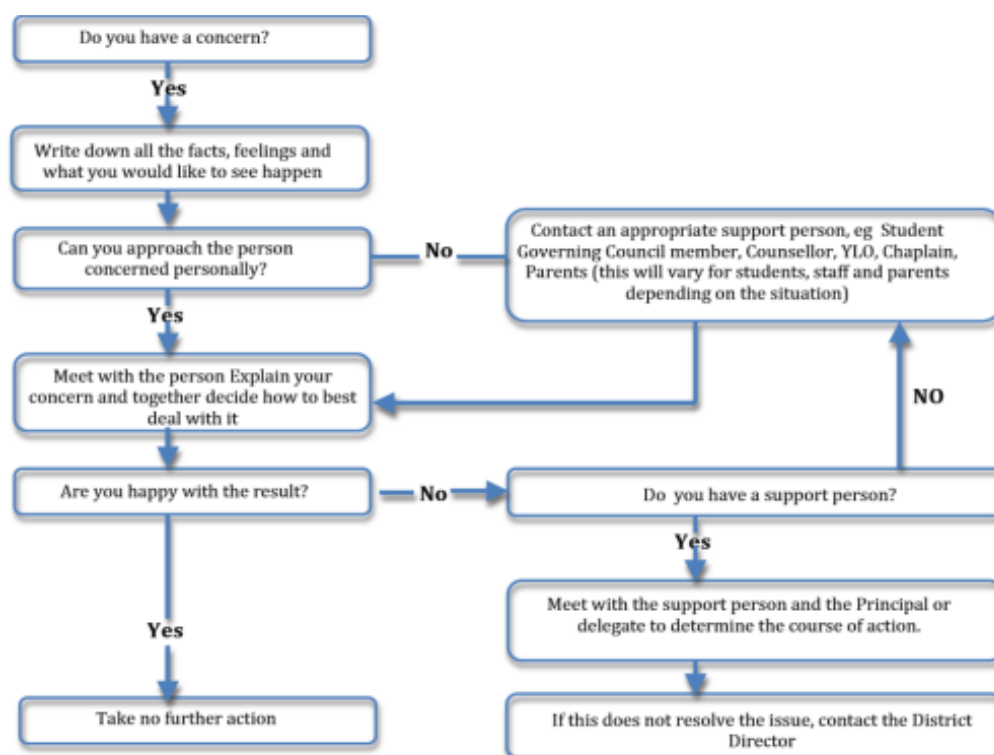 Do you have a concern?
Yes
Write down all the facts, feelings and
what you would like to see happen
Can you approach the person
concerned personally?
No
Contact an appropriate support person, eg Student
Governing Council member, Counsellor, YLO, Chaplain,
Parents (this will vary for students, staff and parents
depending on the situation)
Yes
Meet with the person Explain your
concern and together decide how to best
deal with it
NO
Are you happy with the result?
No
Do you have a support person?
Yes
Meet with the support person and the Principal or
delegate to determine the course of action.
Yes
Take no further action
If this does not resolve the issue, contact the District
Director